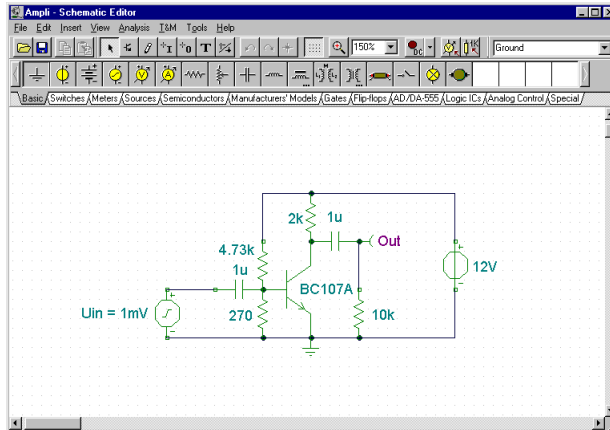 Ampli - Schematic Editor
File Edit Insert View Analysis T&M Tools Help
T 150% DC Ground
Basic Switches Meters Sources Semiconductors Manufacturers' Models Gates Flip-flops AD/DA-555 Logic ICs Analog Control Special
2k
1u
Out
4.73k
12V
1u
BC107A
Uin = 1mV
270
10k